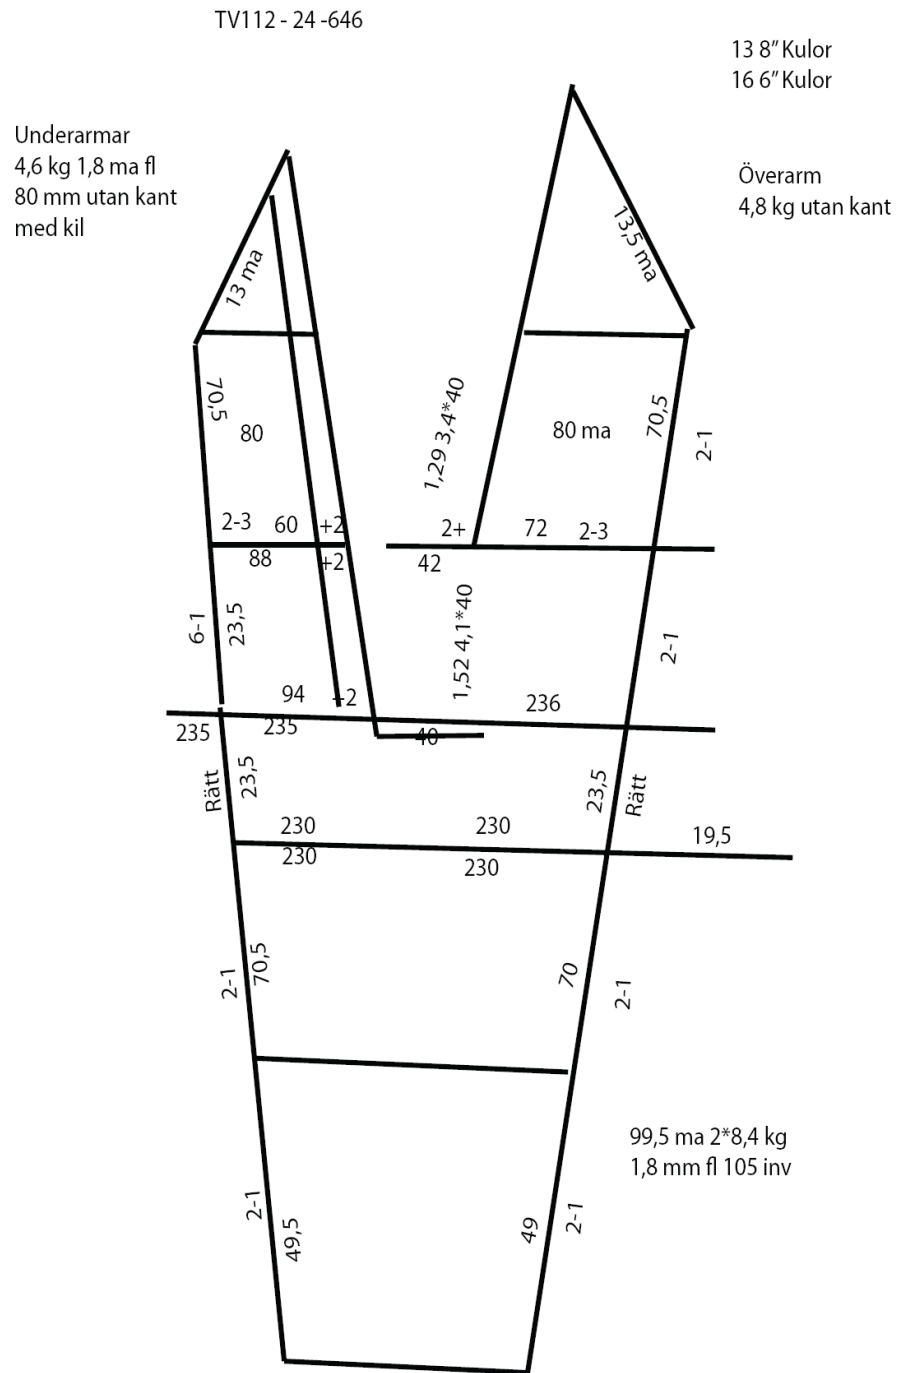 TV112 - 24 -646
13 8” Kulor
16 6” Kulor
Underarmar
4,6 kg 1,8 ma fl
80 mm utan kant
med kil
Överarm
4,8 kg utan kant
13 ma
13,5 ma
70,5
80
1,29 3,4*40
80 ma
70,5
2-1
2-3 60 +2
2+ 72 2-3
88 +2
42
6-1
23,5
1,52 4,1*40
2-1
94 +2
236
235 235
40
Rätt
23,5
23,5
Rätt
230 230
19,5
230 230
2-1
70,5
70
2-1
99,5 ma 2*8,4 kg
1,8 mm fl 105 inv
2-1
49,5
49
2-1